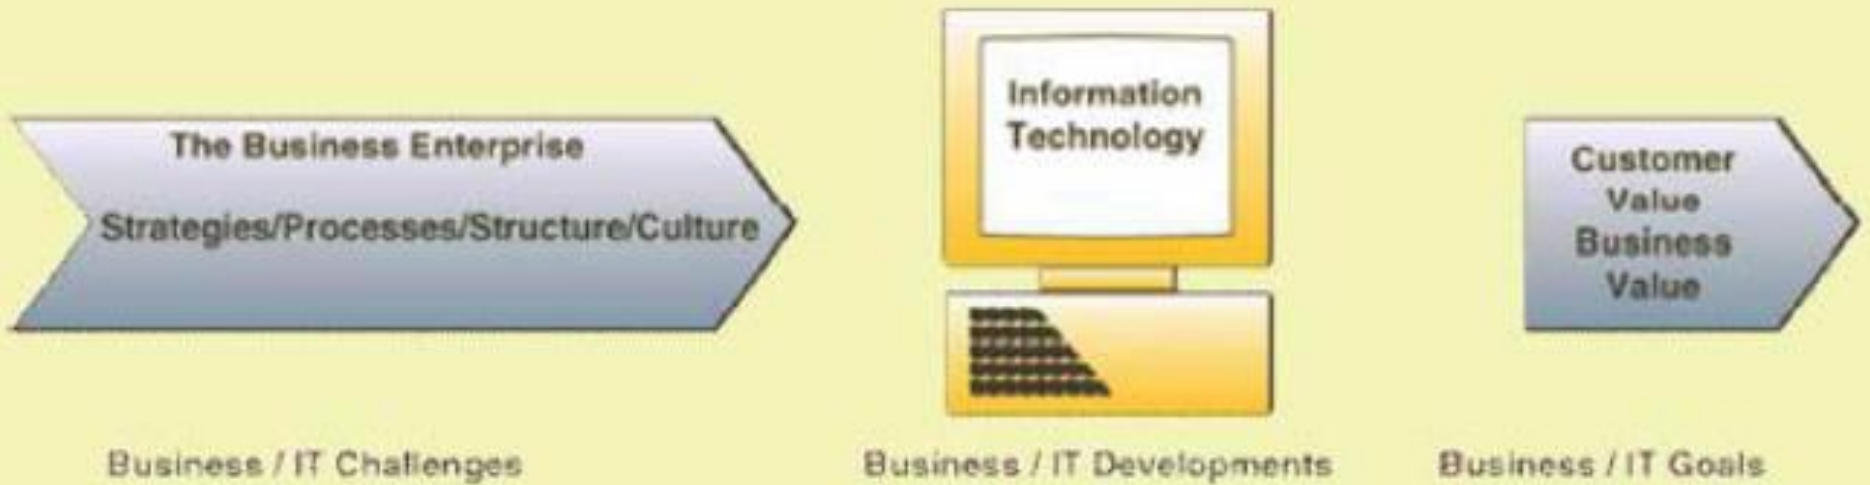 The Business Enterprise
Strategies/Processes/Structure/Culture
Information
Technology
Customer
Value
Business
Value
Business / IT Challenges
Business / IT Developments
Business / IT Goals